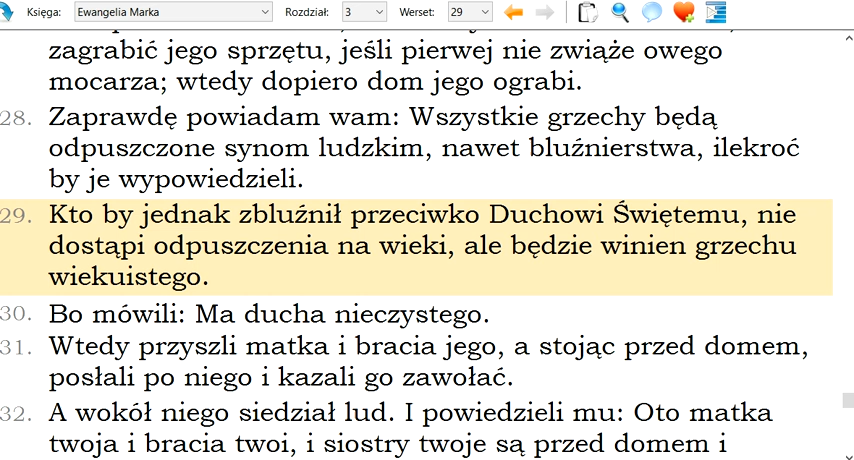 Księga: Ewangelia Marka Rozdział: 3 Werset: 29
zagrabić jego sprzętu, jeśli pierwej nie zwiąże owego
mocarza; wtedy dopiero dom jego ograbi.
28. Zaprawdę powiadam wam: Wszystkie grzechy będą
odpuszczone synom ludzkim, nawet bluźnierstwa, ilekroć
by je wypowiedzieli.
29. Kto by jednak zbluźnił przeciwko Duchowi Świętemu, nie
dostąpi odpuszczenia na wieki, ale będzie winien grzechu
wiekuistego.
30. Bo mówili: Ma ducha nieczystego.
31. Wtedy przyszli matka i bracia jego, a stojąc przed domem,
posłali po niego i kazali go zawołać.
32. A wokół niego siedział lud. I powiedzieli mu: Oto matka
twoja i bracia twoi, i siostry twoje są przed domem i